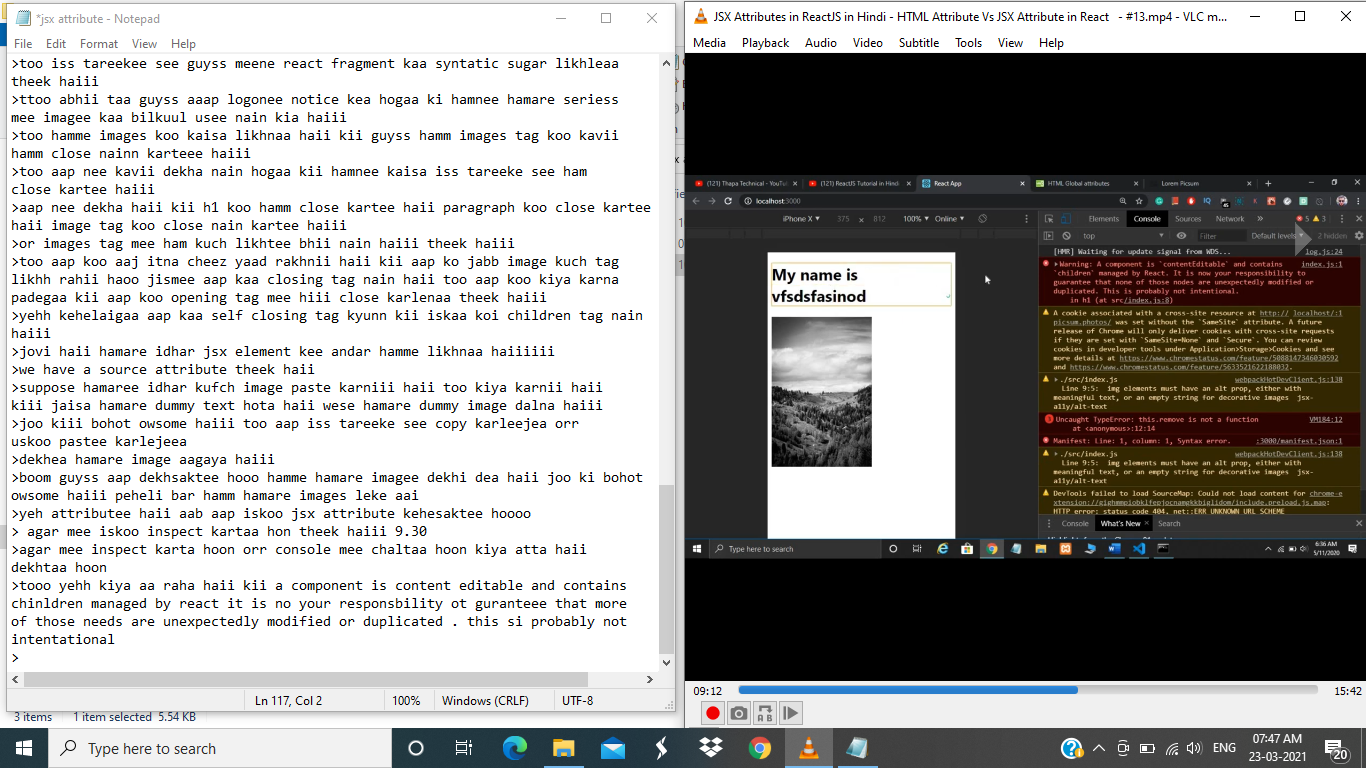 *jsx attribute - Notepad
File Edit Format View Help
>too iss tareekee see guyss meene react fragment kaa syntatic sugar likhleaa
theek haiii
>ttoo abhii taa guyss aaap logonee notice kea hogaa ki hamnee hamare seriess
mee imagee kaa bilkuul usee nain kia haiii
>too hamme images koo kaisa likhnaa haii kii guyss hamm images tag koo kavii
hamm close nainn karteee haiii
>too aap nee kavii dekha nain hogaa kii hamnee kaisa iss tareeke see ham
close kartee haiii
>aap nee dekha haii kii h1 koo hamm close kartee haii paragraph koo close kartee
haii image tag koo close nain kartee haiii
>or images tag mee ham kuch likhtee bhii nain haiii theek haiii
>too aap koo aaj itna cheez yaad rakhnii haii kii aap ko jabb image kuch tag
likhh rahii haoo jismee aap kaa closing tag nain haii too aap koo kiya karna
padegaa kii aap koo opening tag mee hiii close karlenaa theek haiii
>yehh kehelaigaa aap kaa self closing tag kyunn kii iskaa koi children tag nain
haiii
>jovi haii hamare idhar jsx element kee andar hamme likhnaa haiiiiii
>we have a source attribute theek haii
>suppose hamaree idhar kufch image paste karniii haii too kiya karnii haii
kiii jaisa hamare dummy text hota haii wese hamare dummy image dalna haiii
>joo kiii bohot owsome haiii too aap iss tareeke see copy karleejea orr
uskoo pastee karlejeea
>dekhea hamare image aagaya haiii
>boom guyss aap dekhsaktee hooo hamme hamare imagee dekhi dea haii joo ki bohot
owsome haiii peheli bar hamm hamare images leke aai
>yeh attributee haii aab aap iskoo jsx attribute kehsaktee hoooo
> agar mee iskoo inspect kartaa hon theek haiii 9.30
>agar mee inspect karta hoon orr console mee chaltaa hoon kiya atta haii
dekhtaa hoon
>tooo yehh kiya aa raha haii kii a component is content editable and contains
chinldren managed by react it is no your responsbility ot guranteee that more
of those needs are unexpectedly modified or duplicated . this si probably not
intentational
>
Ln 117, Col 2 100% Windows (CRLF) UTF-8
3 items 1 item selected 5.54 KB
JSX Attributes in ReactJS in Hindi - HTML Attribute Vs JSX Attribute in React - #13.mp4 - VLC m...
Media Playback Audio Video Subtitle Tools View Help
(121) Thapa Technical - YouTu (121) ReactJS Tutorial in Hindi React App HTML Global attributes Lorem Picsum
localhost:3000
iPhone X 375 x 812 100% Online
Elements Console Sources Network 5 3
top Filter Default levels 2 hidden
My name is
vfsdsfasinod
[HMR] Waiting for update signal from WDS... log.js:24
Warning: A component is `contentEditable` and contains index.js:1
`children` managed by React. It is now your responsibility to
guarantee that none of those nodes are unexpectedly modified or
duplicated. This is probably not intentional.
in h1 (at src/index.js:8)
A cookie associated with a cross-site resource at http:// localhost/:1
picsum.photos/ was set without the `SameSite` attribute. A future
release of Chrome will only deliver cookies with cross-site requests
if they are set with `SameSite=None` and `Secure`. You can review
cookies in developer tools under Application>Storage>Cookies and see
more details at https://www.chromestatus.com/feature/5088147346030592
and https://www.chromestatus.com/feature/5633521622188032.
./src/index.js webpackHotDevClient.js:138
Line 9:5: img elements must have an alt prop, either with
meaningful text, or an empty string for decorative images jsx-
a11y/alt-text
Uncaught TypeError: this.remove is not a function VM184:12
at <anonymous>:12:14
Manifest: Line: 1, column: 1, Syntax error. :3000/manifest.json:1
./src/index.js webpackHotDevClient.js:138
Line 9:5: img elements must have an alt prop, either with
meaningful text, or an empty string for decorative images jsx-
a11y/alt-text
DevTools failed to load SourceMap: Could not load content for chrome-e
HTTP error: status code 404, net::ERR_UNKNOWN_URL_SCHEME
Console What's New Search
Type here to search 6:36 AM
5/11/2020
09:12 15:42
Type here to search
ENG 07:47 AM
23-03-2021 20